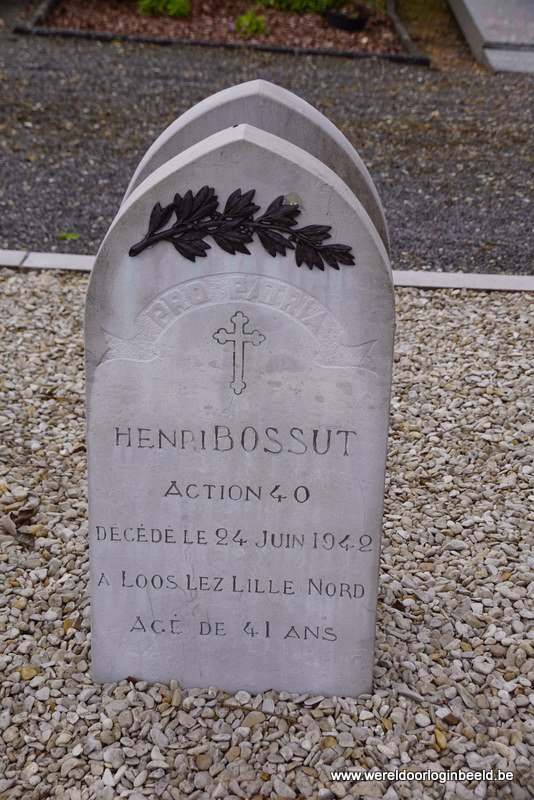 PRO PATRIA
HENRI BOSSUT
ACTION 40
DÉCÉDÉ LE 24 JUIN 1942
A LOOS LEZ LILLE NORD
AGÉ DE 41 ANS
www.wereldoorloginbeeld.be